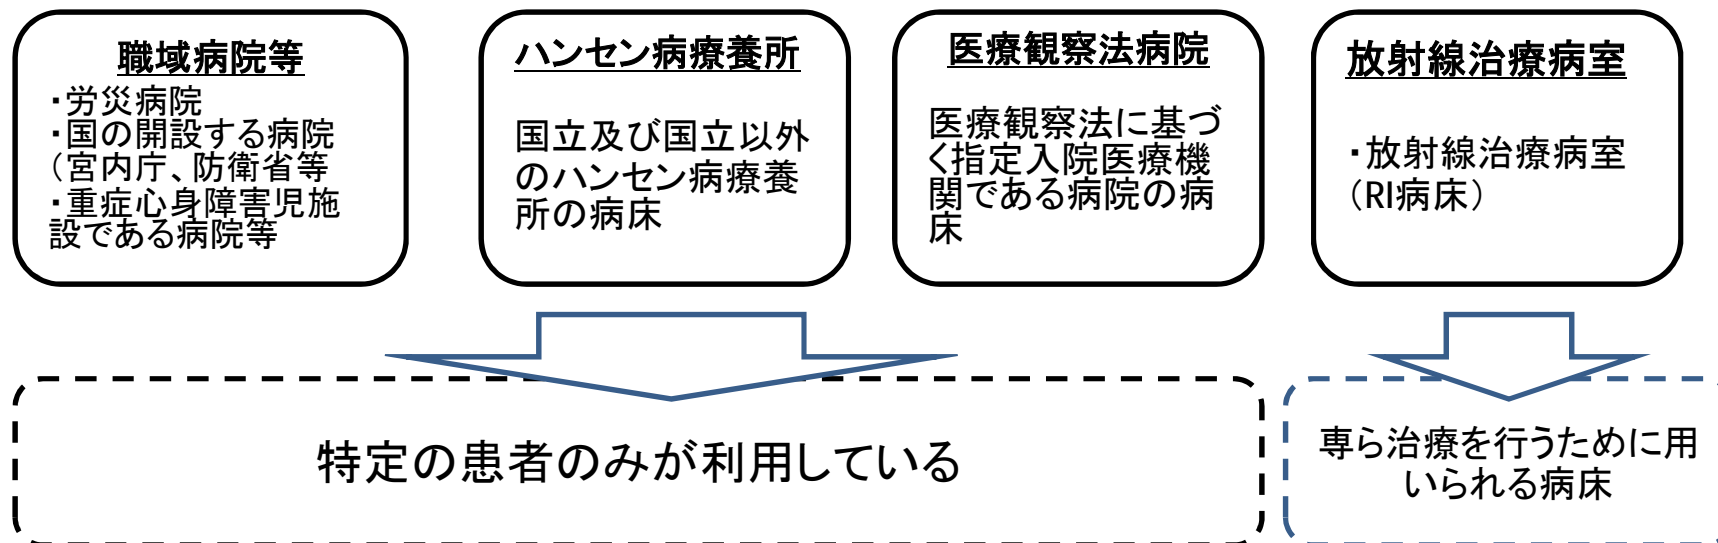 職域病院等
・労災病院
・国の開設する病院
（宮内庁、防衛省等
・重症心身障害児施
設である病院等
ハンセン病療養所
国立及び国立以外
のハンセン病療養
所の病床
医療観察法病院
医療観察法に基づ
く指定入院医療機
関である病院の病
床
放射線治療病室
・放射線治療病室
（RI病床）
特定の患者のみが利用している
専ら治療を行うために用
いられる病床